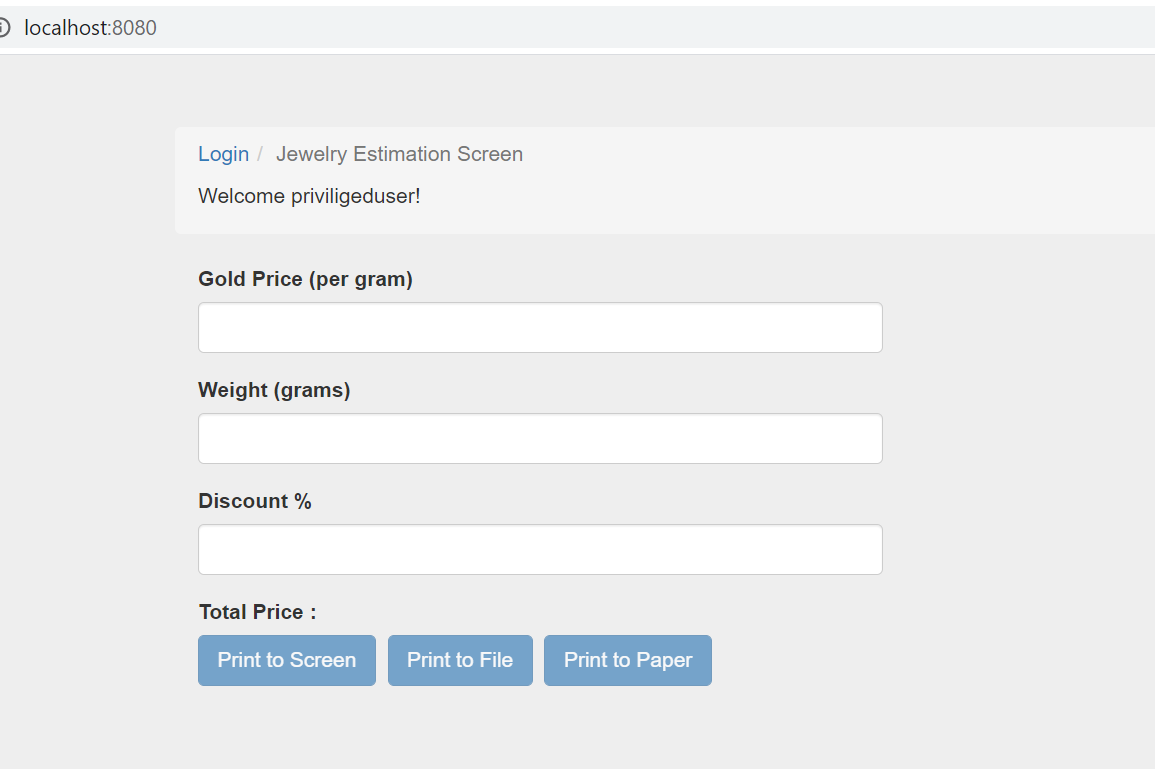 localhost:8080
Login / Jewelry Estimation Screen
Welcome priviligeduser!
Gold Price (per gram)
Weight (grams)
Discount %
Total Price :
Print to Screen Print to File Print to Paper